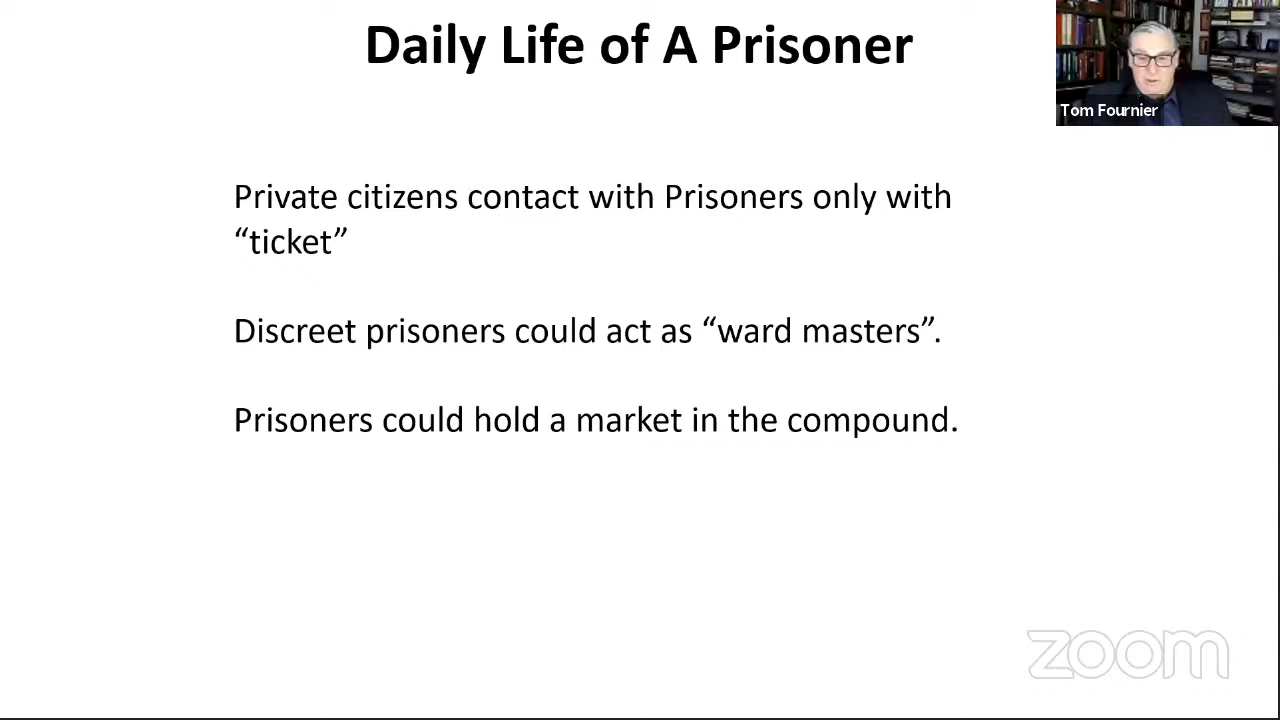 Daily Life of A Prisoner
Tom Fournier
Private citizens contact with Prisoners only with
“ticket”
Discreet prisoners could act as “ward masters”.
Prisoners could hold a market in the compound.
zoom